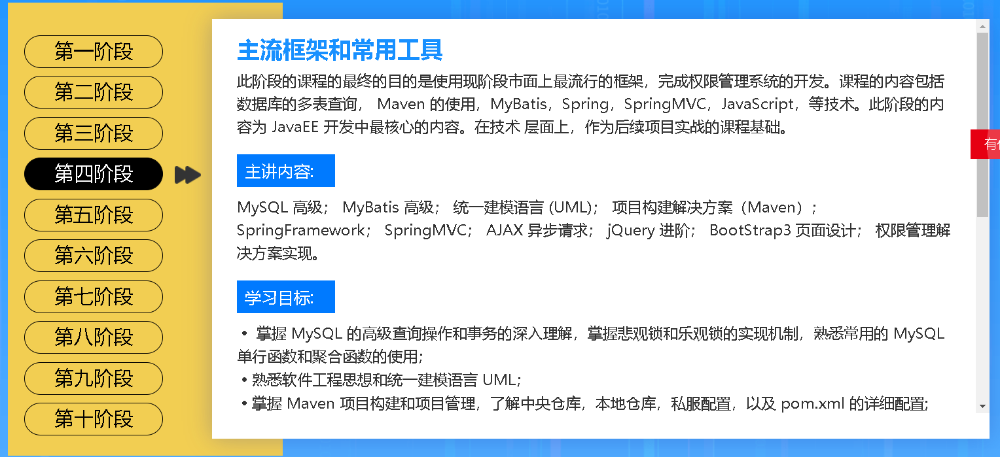 第一阶段
第二阶段
第三阶段
第四阶段
第五阶段
第六阶段
第七阶段
第八阶段
第九阶段
第十阶段
主流框架和常用工具
此阶段的课程的最终的目的是使用现阶段市面上最流行的框架，完成权限管理系统的开发。课程的内容包括
数据库的多表查询， Maven 的使用，MyBatis，Spring，SpringMVC，JavaScript，等技术。此阶段的内
容为 JavaEE 开发中最核心的内容。在技术 层面上，作为后续项目实战的课程基础。
主讲内容:
MySQL 高级； MyBatis 高级； 统一建模语言 (UML)； 项目构建解决方案（Maven）;
SpringFramework； SpringMVC； AJAX 异步请求； jQuery 进阶； BootStrap3 页面设计； 权限管理解
决方案实现。
学习目标:
• 掌握 MySQL 的高级查询操作和事务的深入理解，掌握悲观锁和乐观锁的实现机制，熟悉常用的 MySQL
单行函数和聚合函数的使用;
•熟悉软件工程思想和统一建模语言 UML;
•掌握 Maven 项目构建和项目管理，了解中央仓库，本地仓库，私服配置，以及 pom.xml 的详细配置;
有